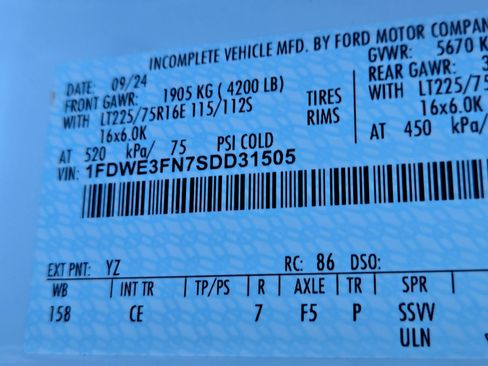 INCOMPLETE VEHICLE MFD. BY FORD MOTOR COMPAN
DATE: 09/24 GVWR: 5670 K
FRONT GAWR: 1905 KG ( 4200 LB) REAR GAWR: 3
WITH LT225/75R16E 115/112S TIRES WITH LT225/75
16x6.0K RIMS 16x6.0K
AT 520 kPa/ 75 PSI COLD AT 450 kPa/
VIN: 1FDWE3FN7SDD31505
EXT PNT: YZ RC: 86 DSO:
WB INT TR TP/PS R AXLE TR SPR
158 CE 7 F5 P SSVV
ULN